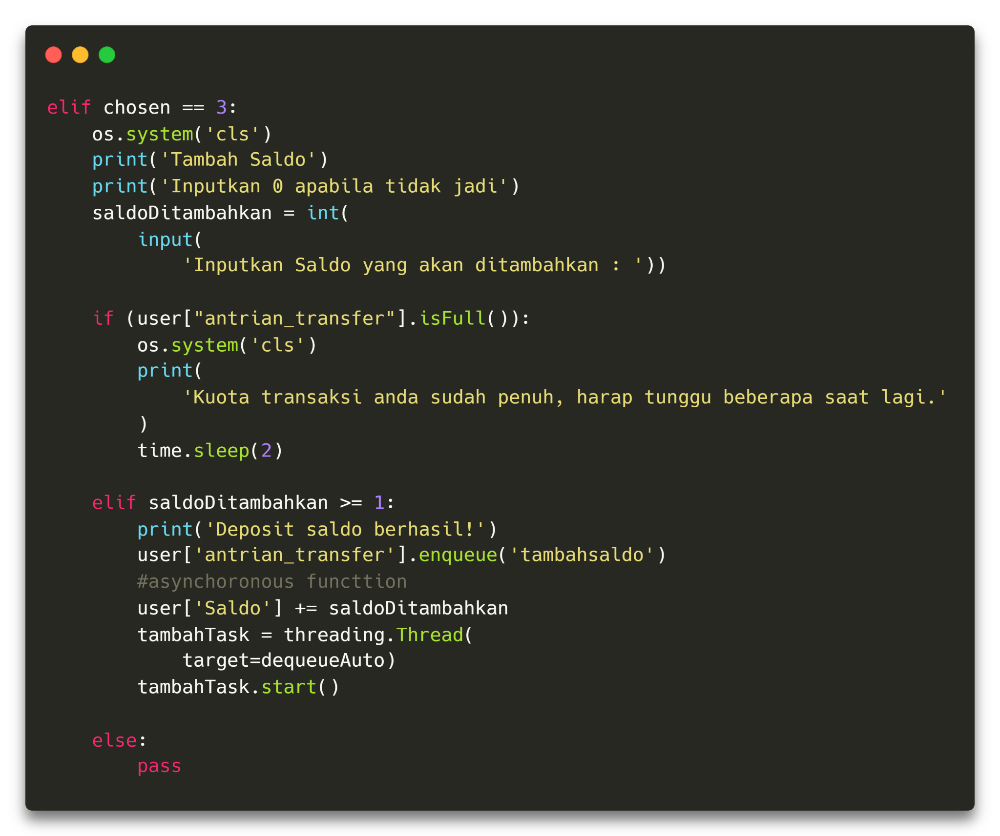 elif chosen == 3:
    os.system('cls')
    print('Tambah Saldo')
    print('Inputkan 0 apabila tidak jadi')
    saldoDitambahkan = int(
        input(
            'Inputkan Saldo yang akan ditambahkan : '))

    if (user["antrian_transfer"].isFull()):
        os.system('cls')
        print(
            'Kuota transaksi anda sudah penuh, harap tunggu beberapa saat lagi.'
        )
        time.sleep(2)

    elif saldoDitambahkan >= 1:
        print('Deposit saldo berhasil!')
        user['antrian_transfer'].enqueue('tambahsaldo')
        #asynchoronous functtion
        user['Saldo'] += saldoDitambahkan
        tambahTask = threading.Thread(
            target=dequeueAuto)
        tambahTask.start()

    else:
        pass